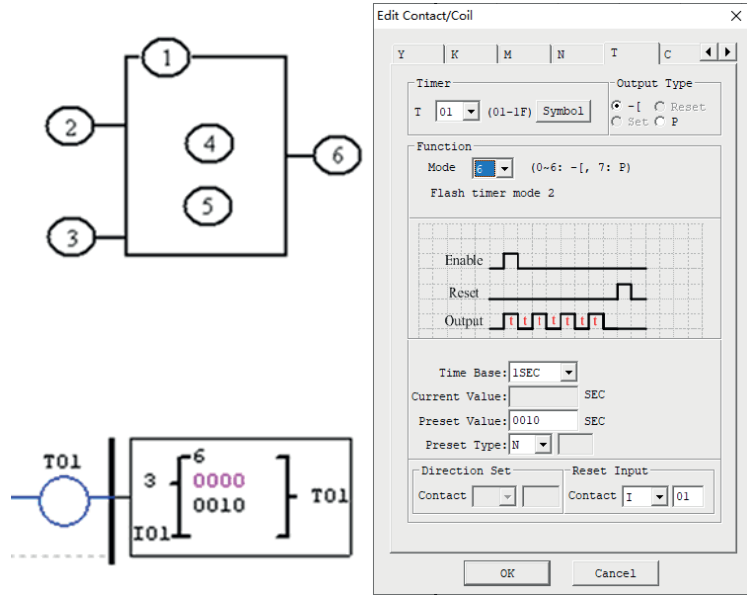 1
2
3
4
5
6
T01
6
3
0000
0010
I01
T01
Edit Contact/Coil
Y K M N T C
Timer
T 01 (01-1F) Symbol
Output Type
-[ Reset
Set P
Function
Mode 6 (0~6: -[, 7: P)
Flash timer mode 2
Enable
Reset
Output t t t t t t t
Time Base: 1SEC
Current Value: SEC
Preset Value: 0010 SEC
Preset Type: N
Direction Set
Contact
Reset Input
Contact I 01
OK Cancel